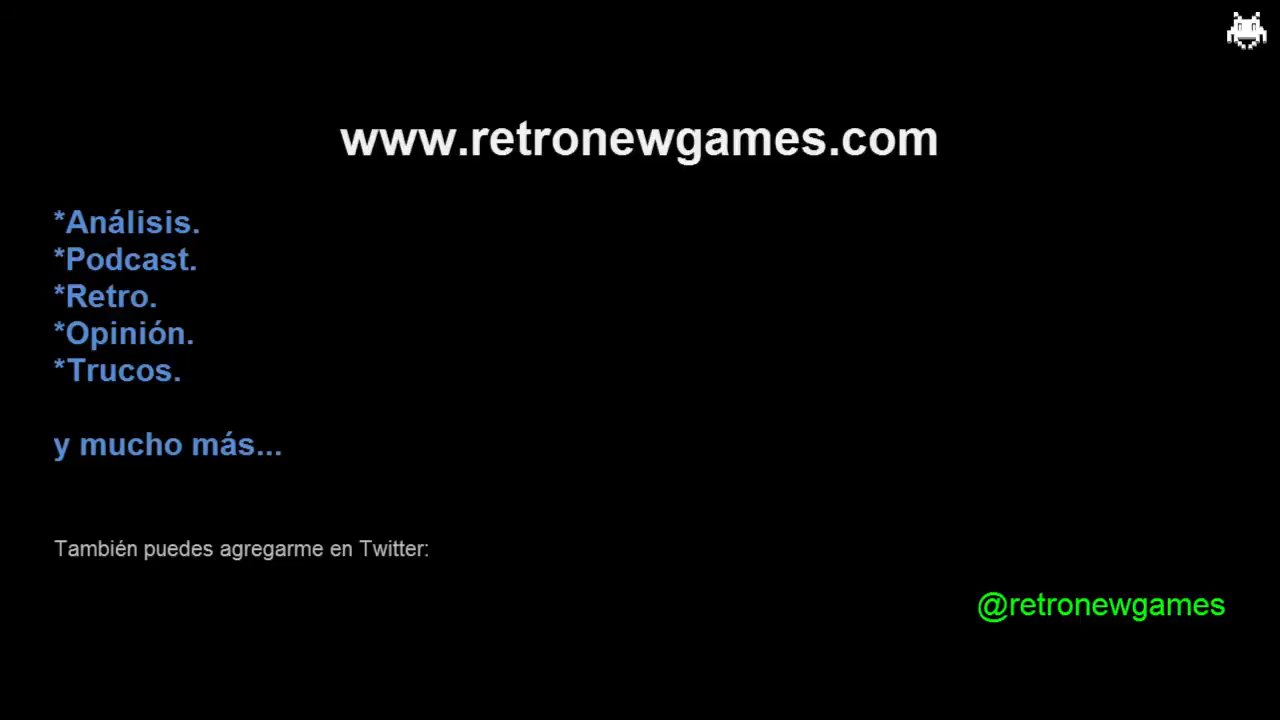 www.retronewgames.com
*Análisis.
*Podcast.
*Retro.
*Opinión.
*Trucos.
y mucho más...
También puedes agregarme en Twitter:
@retronewgames